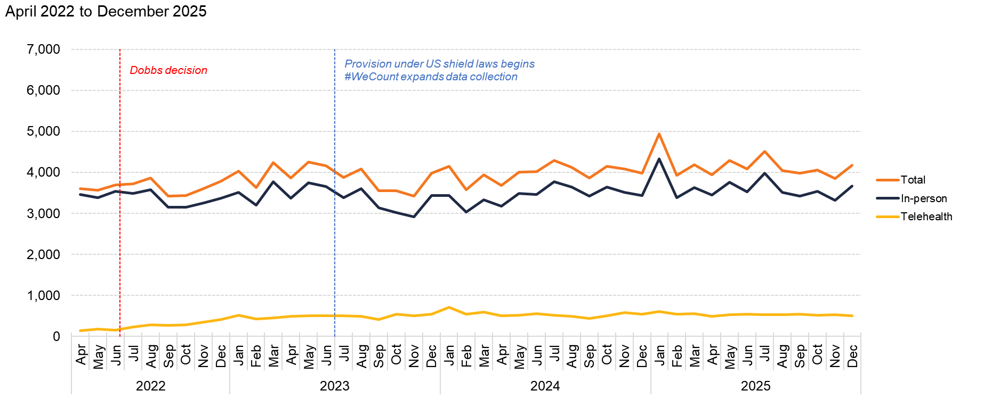 April 2022 to December 2025
7,000
6,000
5,000
4,000
3,000
2,000
1,000
0
Dobbs decision
Provision under US shield laws begins
#WeCount expands data collection
Total
In-person
Telehealth
Apr May Jun Jul Aug Sep Oct Nov Dec Jan Feb Mar Apr May Jun Jul Aug Sep Oct Nov Dec Jan Feb Mar Apr May Jun Jul Aug Sep Oct Nov Dec Jan Feb Mar Apr May Jun Jul Aug Sep Oct Nov Dec
2022 2023 2024 2025